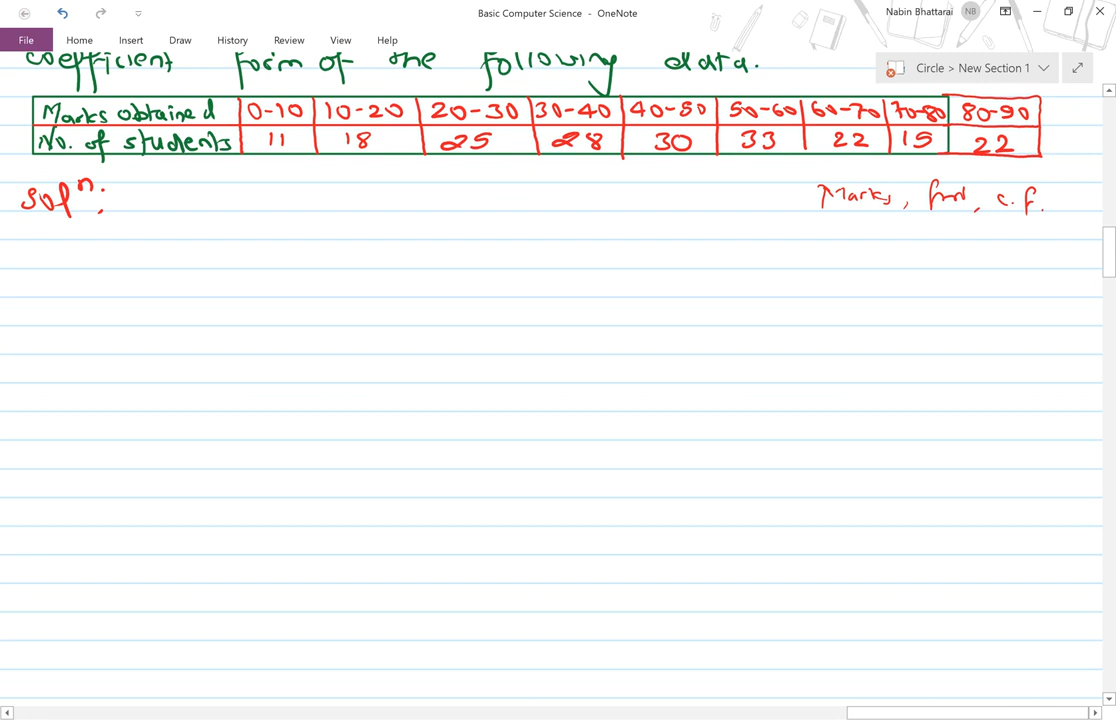 Basic Computer Science - OneNote
Nabin Bhattarai NB
File Home Insert Draw History Review View Help
coefficient form of the following data.
Circle > New Section 1
Marks obtained 0-10 10-20 20-30 30-40 40-50 50-60 60-70 70-80 80-90
No. of students 11 18 25 28 30 33 22 15 22
Solⁿ:
Marks, c.f.